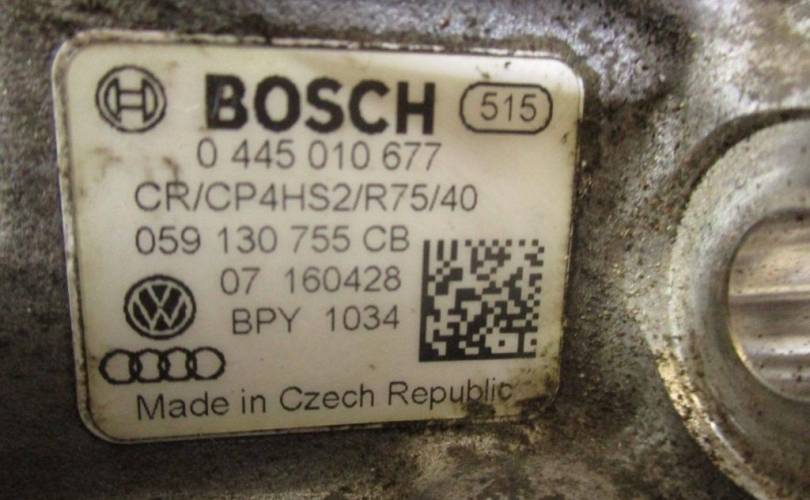 BOSCH 515
0 445 010 677
CR/CP4HS2/R75/40
059 130 755 CB
07 160428
BPY 1034
Made in Czech Republic